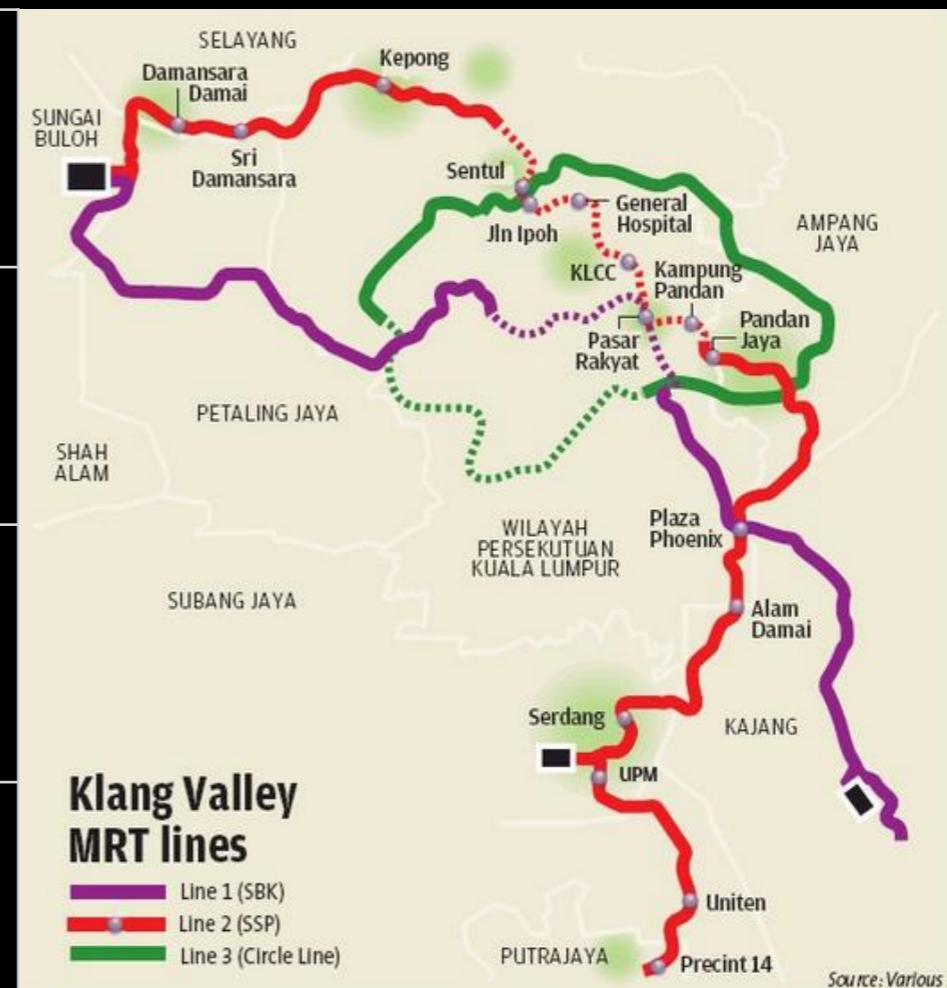 SELAYANG
Kepong
Damansara
Damai
SUNGAI
BULOH
Sri
Damansara
Sentul
General
Hospital
Jln Ipoh
AMPANG
JAYA
KLCC
Kampung
Pandan
Pandan
Jaya
Pasar
Rakyat
PETALING JAYA
SHAH
ALAM
Plaza
Phoenix
WILAYAH
PERSEKUTUAN
KUALA LUMPUR
SUBANG JAYA
Alam
Damai
Serdang
KAJANG
UPM
Klang Valley
MRT lines
Line 1 (SBK)
Line 2 (SSP)
Line 3 (Circle Line)
Uniten
PUTRAJAYA
Precint 14
Source: Various